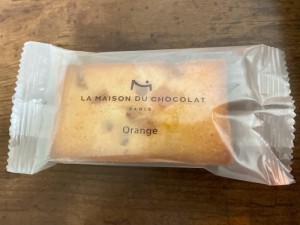 LA MAISON DU CHOCOLAT
PARIS
Orange